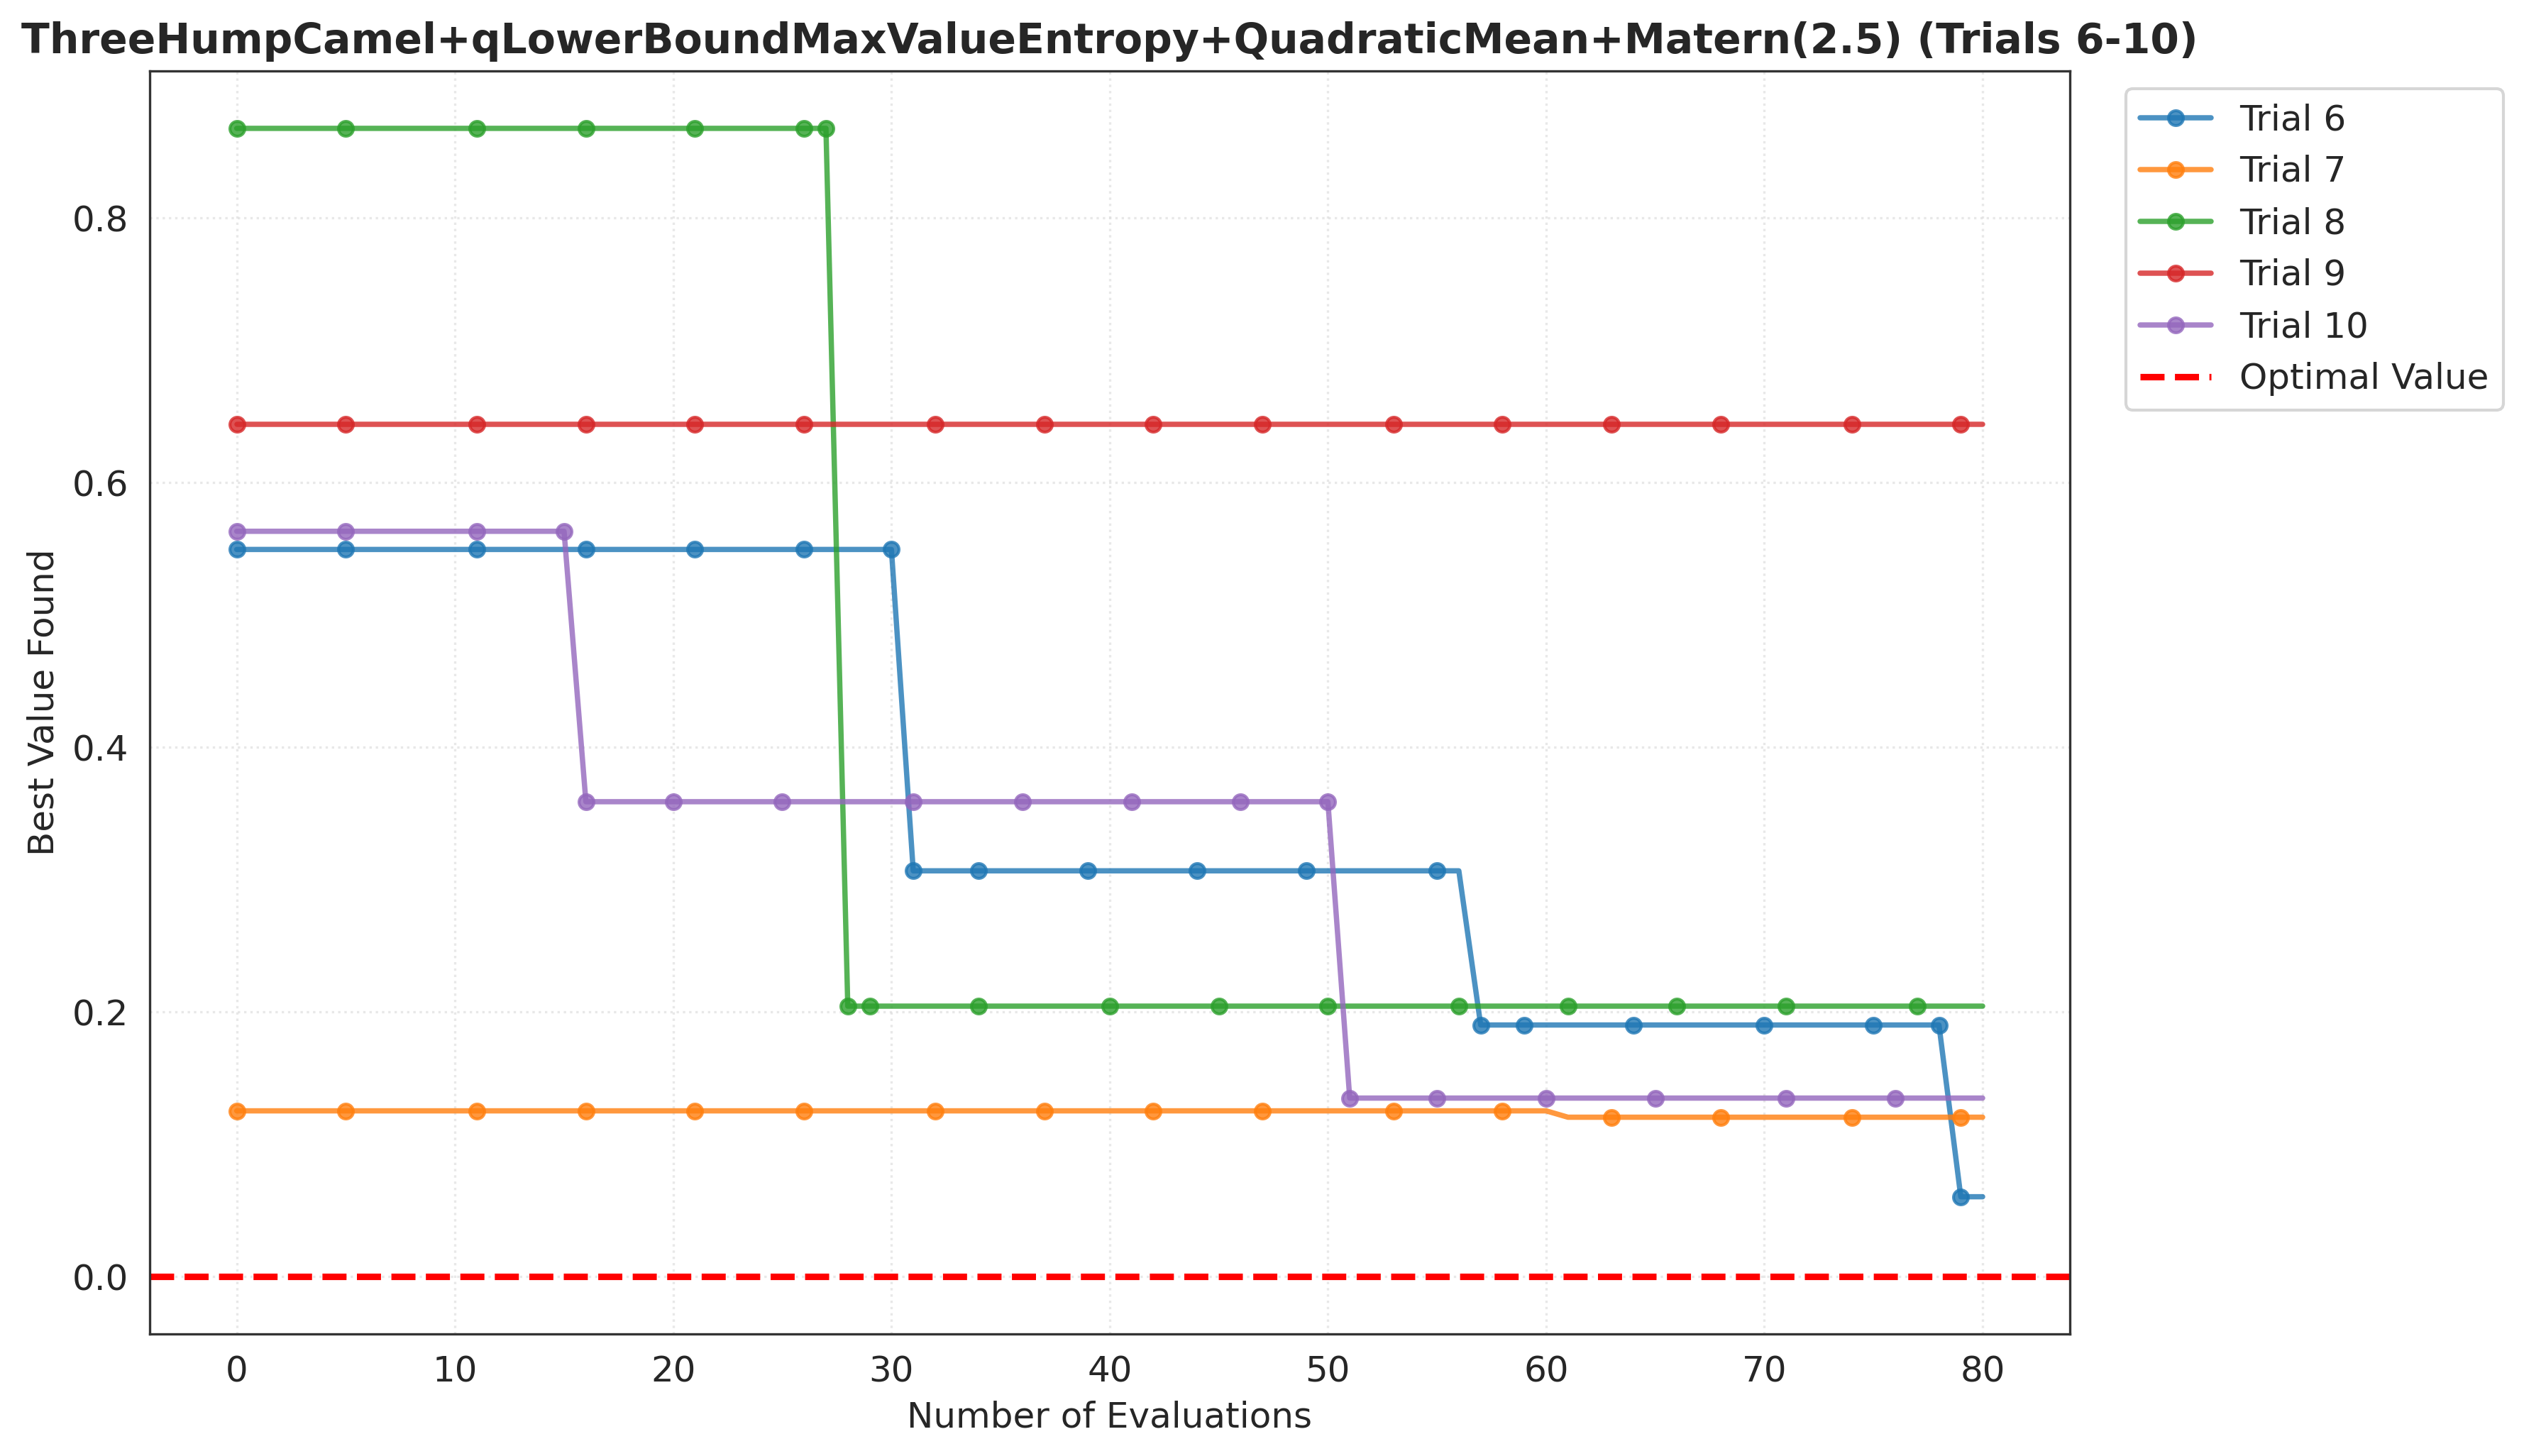 ThreeHumpCamel+qLowerBoundMaxValueEntropy+QuadraticMean+Matern(2.5) (Trials 6-10)
Trial 6
Trial 7
Trial 8
Trial 9
Trial 10
Optimal Value
Best Value Found
0.8
0.6
0.4
0.2
0.0
0 10 20 30 40 50 60 70 80
Number of Evaluations